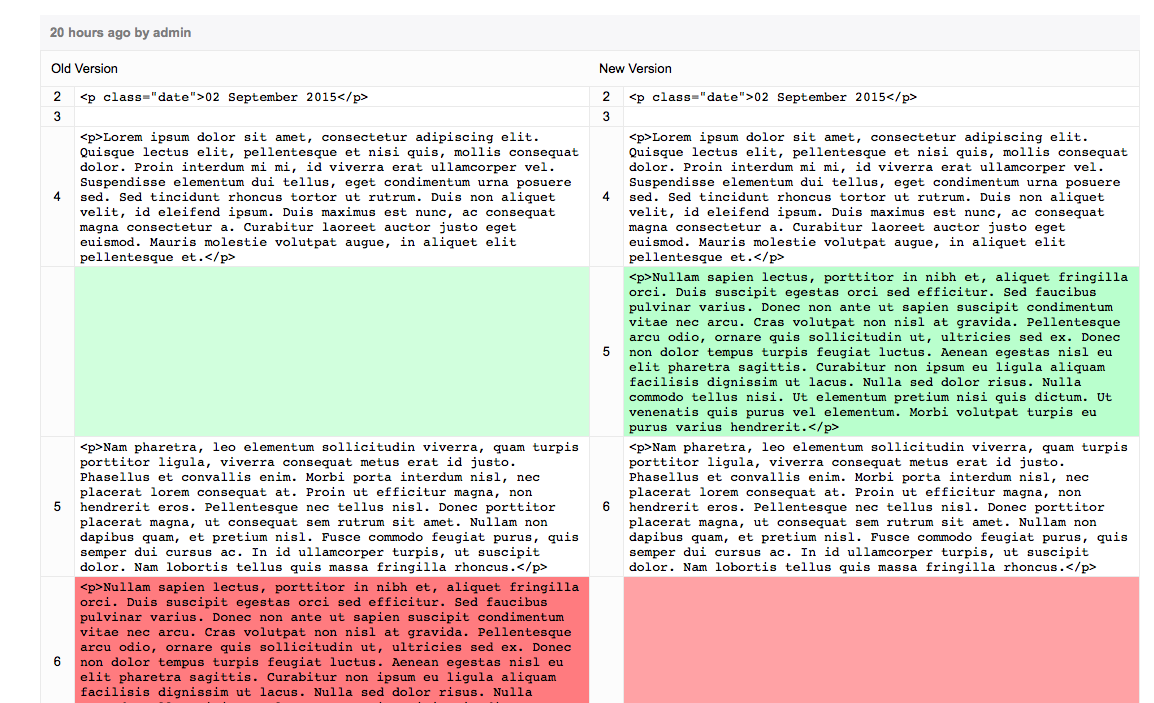 20 hours ago by admin
Old Version
New Version
2 <p class="date">02 September 2015</p>
2 <p class="date">02 September 2015</p>
3
3
4
<p>Lorem ipsum dolor sit amet, consectetur adipiscing elit.
Quisque lectus elit, pellentesque et nisi quis, mollis consequat
dolor. Proin interdum mi mi, id viverra erat ullamcorper vel.
Suspendisse elementum dui tellus, eget condimentum urna posuere
sed. Sed tincidunt rhoncus tortor ut rutrum. Duis non aliquet
velit, id eleifend ipsum. Duis maximus est nunc, ac consequat
magna consectetur a. Curabitur laoreet auctor justo eget
euismod. Mauris molestie volutpat augue, in aliquet elit
pellentesque et.</p>
4
<p>Lorem ipsum dolor sit amet, consectetur adipiscing elit.
Quisque lectus elit, pellentesque et nisi quis, mollis consequat
dolor. Proin interdum mi mi, id viverra erat ullamcorper vel.
Suspendisse elementum dui tellus, eget condimentum urna posuere
sed. Sed tincidunt rhoncus tortor ut rutrum. Duis non aliquet
velit, id eleifend ipsum. Duis maximus est nunc, ac consequat
magna consectetur a. Curabitur laoreet auctor justo eget
euismod. Mauris molestie volutpat augue, in aliquet elit
pellentesque et.</p>
5
<p>Nullam sapien lectus, porttitor in nibh et, aliquet fringilla
orci. Duis suscipit egestas orci sed efficitur. Sed faucibus
pulvinar varius. Donec non ante ut sapien suscipit condimentum
vitae nec arcu. Cras volutpat non nisl at gravida. Pellentesque
arcu odio, ornare quis sollicitudin ut, ultricies sed ex. Donec
non dolor tempus turpis feugiat luctus. Aenean egestas nisl eu
elit pharetra sagittis. Curabitur non ipsum eu ligula aliquam
facilisis dignissim ut lacus. Nulla sed dolor risus. Nulla
commodo tellus nisi. Ut elementum pretium nisi quis dictum. Ut
venenatis quis purus vel elementum. Morbi volutpat turpis eu
purus varius hendrerit.</p>
5
<p>Nam pharetra, leo elementum sollicitudin viverra, quam turpis
porttitor ligula, viverra consequat metus erat id justo.
Phasellus et convallis enim. Morbi porta interdum nisl, nec
placerat lorem consequat at. Proin ut efficitur magna, non
hendrerit eros. Pellentesque nec tellus nisl. Donec porttitor
placerat magna, ut consequat sem rutrum sit amet. Nullam non
dapibus quam, et pretium nisl. Fusce commodo feugiat purus, quis
semper dui cursus ac. In id ullamcorper turpis, ut suscipit
dolor. Nam lobortis tellus quis massa fringilla rhoncus.</p>
6
<p>Nam pharetra, leo elementum sollicitudin viverra, quam turpis
porttitor ligula, viverra consequat metus erat id justo.
Phasellus et convallis enim. Morbi porta interdum nisl, nec
placerat lorem consequat at. Proin ut efficitur magna, non
hendrerit eros. Pellentesque nec tellus nisl. Donec porttitor
placerat magna, ut consequat sem rutrum sit amet. Nullam non
dapibus quam, et pretium nisl. Fusce commodo feugiat purus, quis
semper dui cursus ac. In id ullamcorper turpis, ut suscipit
dolor. Nam lobortis tellus quis massa fringilla rhoncus.</p>
6
<p>Nullam sapien lectus, porttitor in nibh et, aliquet fringilla
orci. Duis suscipit egestas orci sed efficitur. Sed faucibus
pulvinar varius. Donec non ante ut sapien suscipit condimentum
vitae nec arcu. Cras volutpat non nisl at gravida. Pellentesque
arcu odio, ornare quis sollicitudin ut, ultricies sed ex. Donec
non dolor tempus turpis feugiat luctus. Aenean egestas nisl eu
elit pharetra sagittis. Curabitur non ipsum eu ligula aliquam
facilisis dignissim ut lacus. Nulla sed dolor risus. Nulla